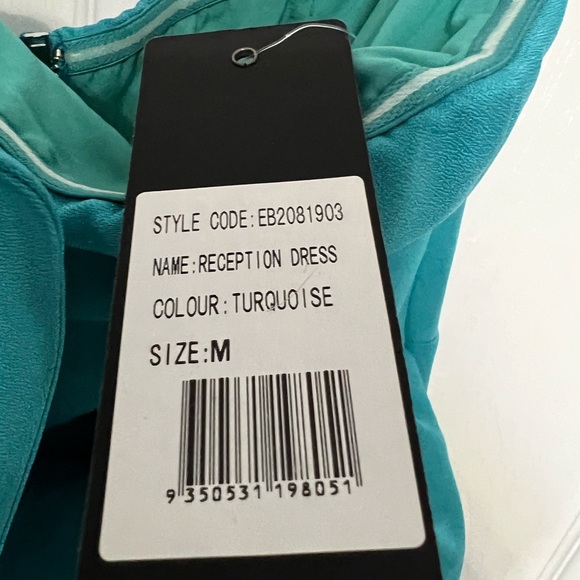 STYLE CODE:EB2081903
NAME:RECEPTION DRESS
COLOUR:TURQUOISE
SIZE:M
9 350531 198051